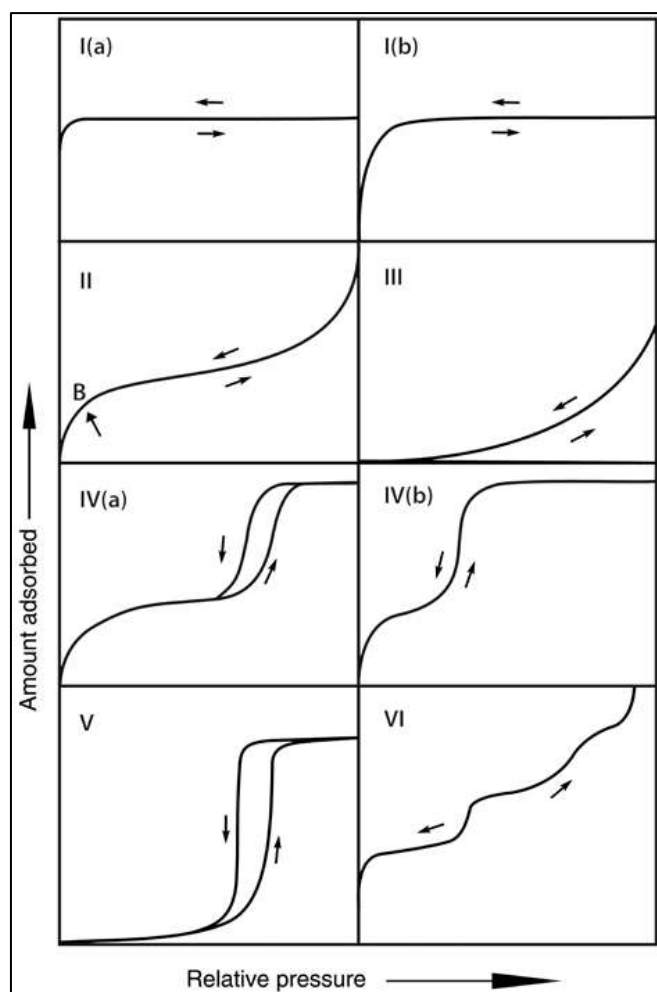 I(a)
I(b)
II
III
B
IV(a)
IV(b)
V
VI
Amount adsorbed
Relative pressure